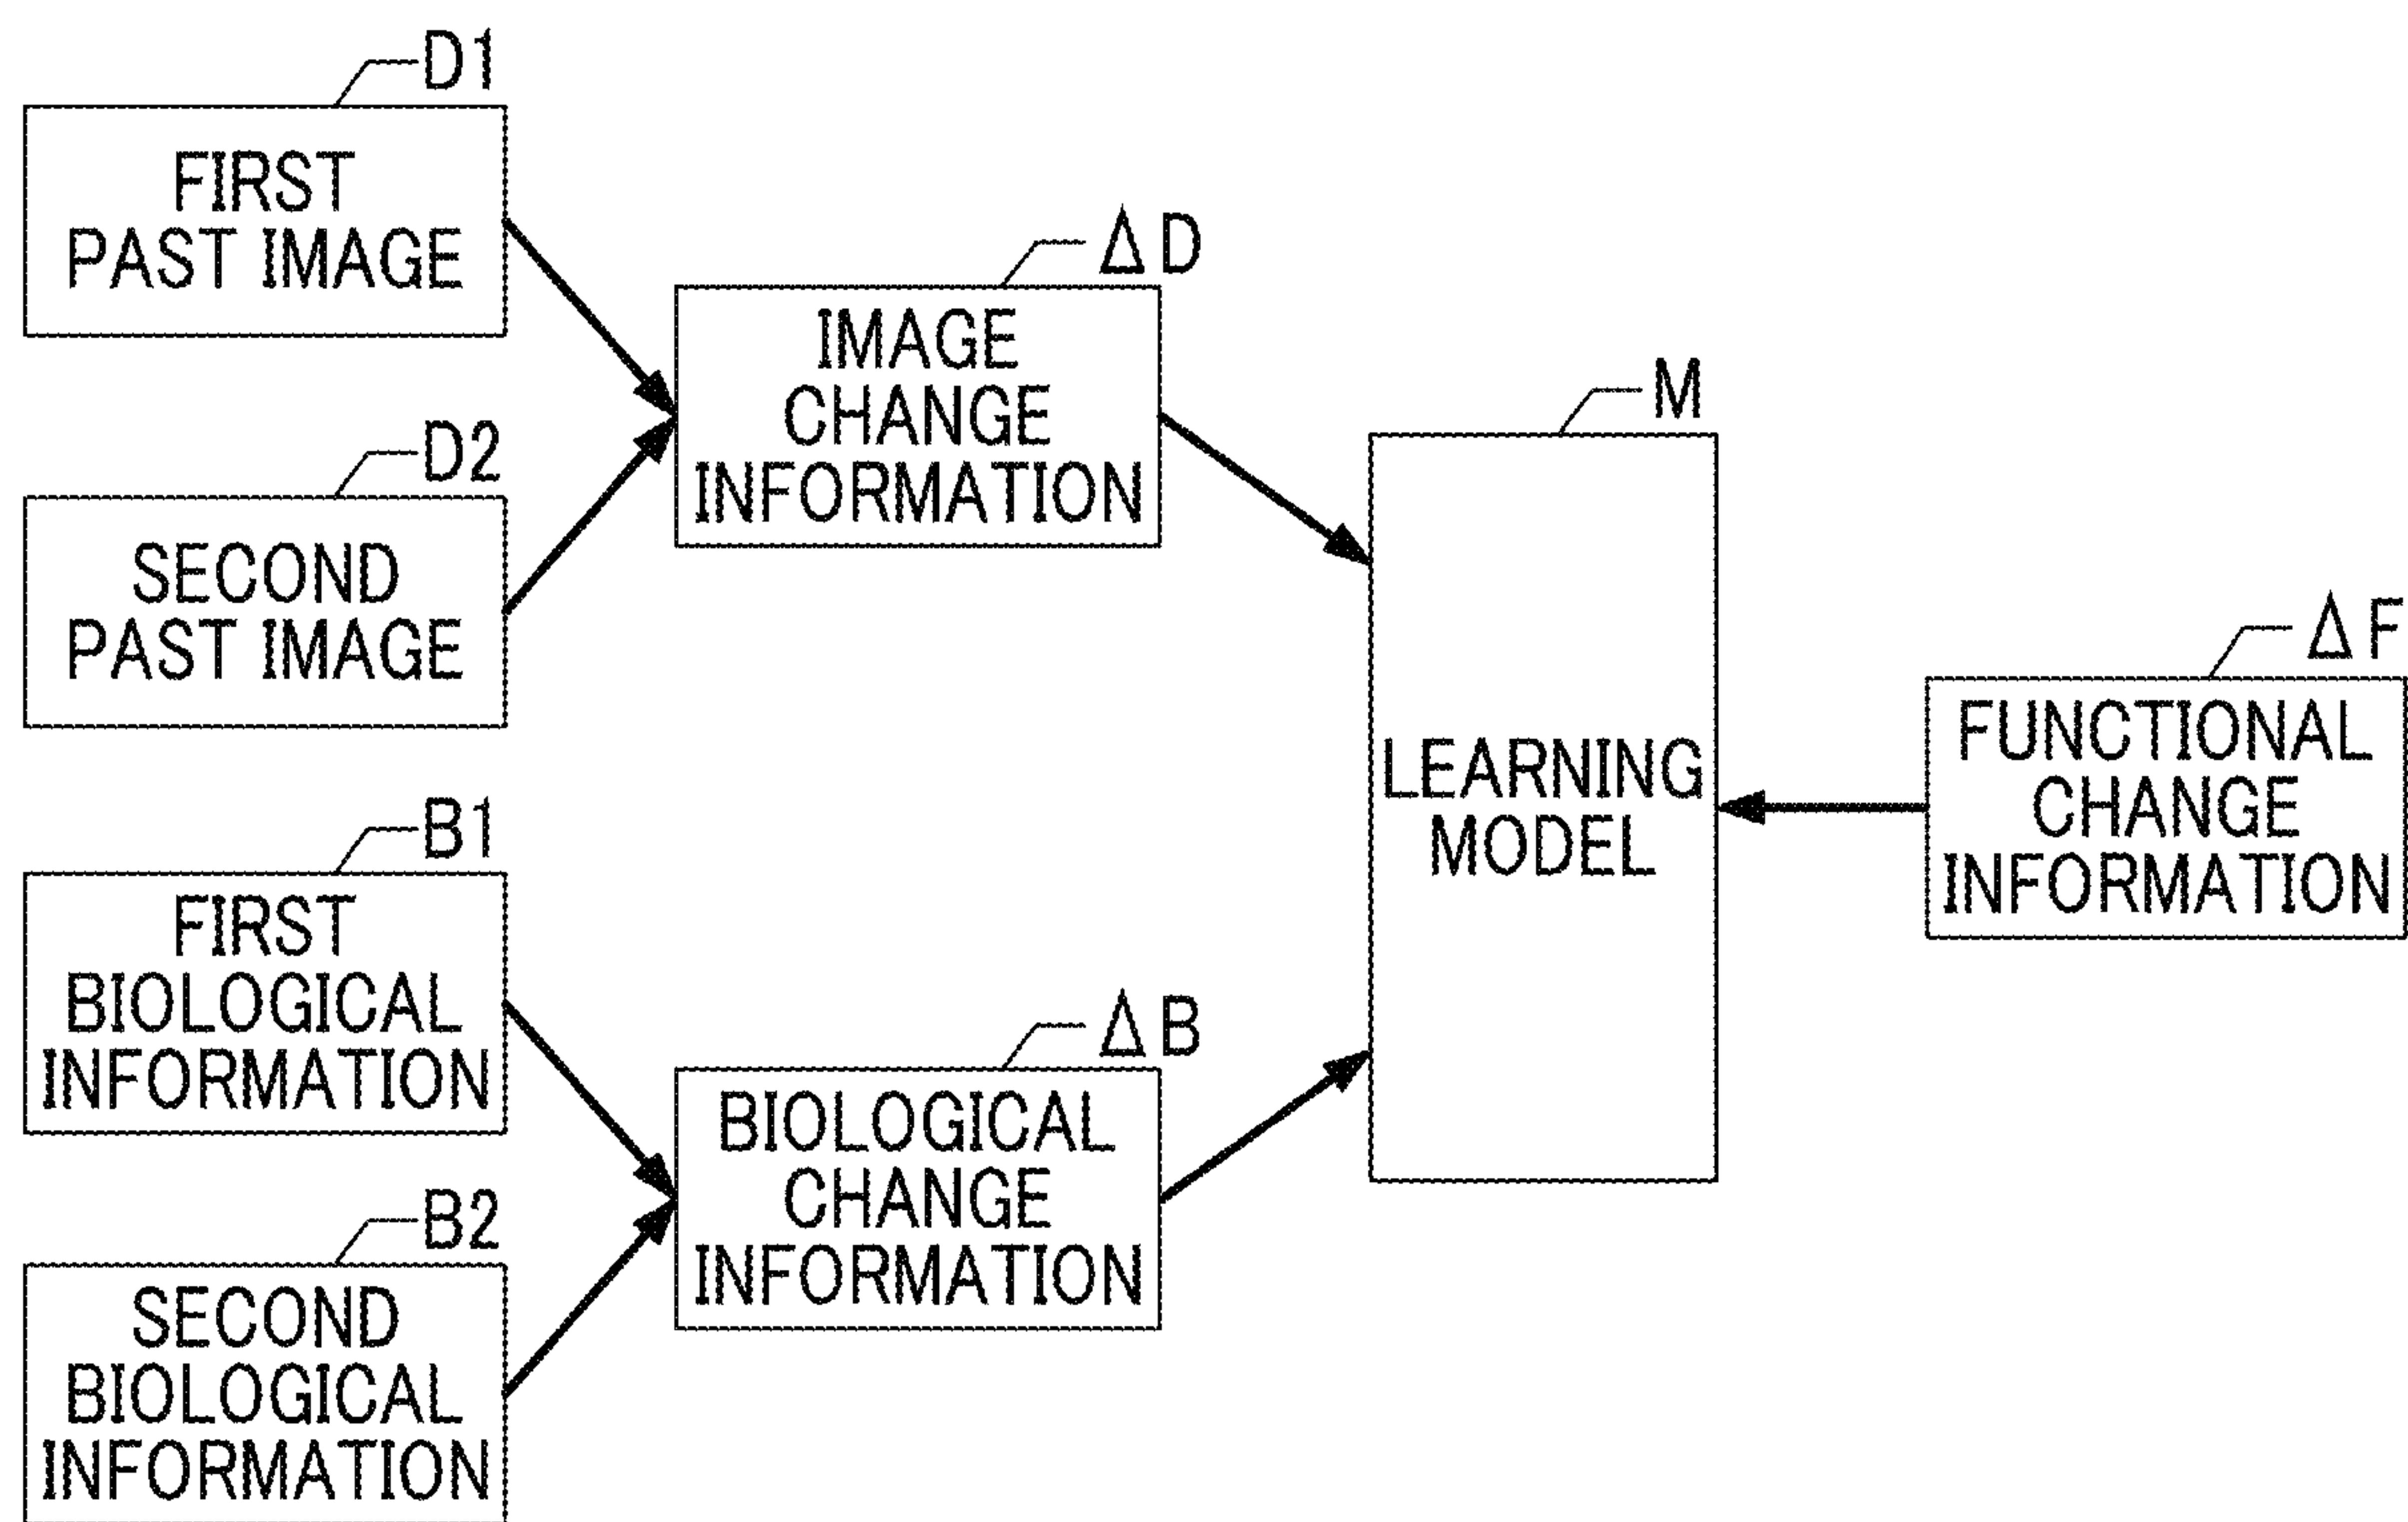 D1
FIRST
PAST IMAGE
D2
SECOND
PAST IMAGE
B1
FIRST
BIOLOGICAL
INFORMATION
B2
SECOND
BIOLOGICAL
INFORMATION
ΔD
IMAGE
CHANGE
INFORMATION
ΔB
BIOLOGICAL
CHANGE
INFORMATION
M
LEARNING
MODEL
ΔF
FUNCTIONAL
CHANGE
INFORMATION